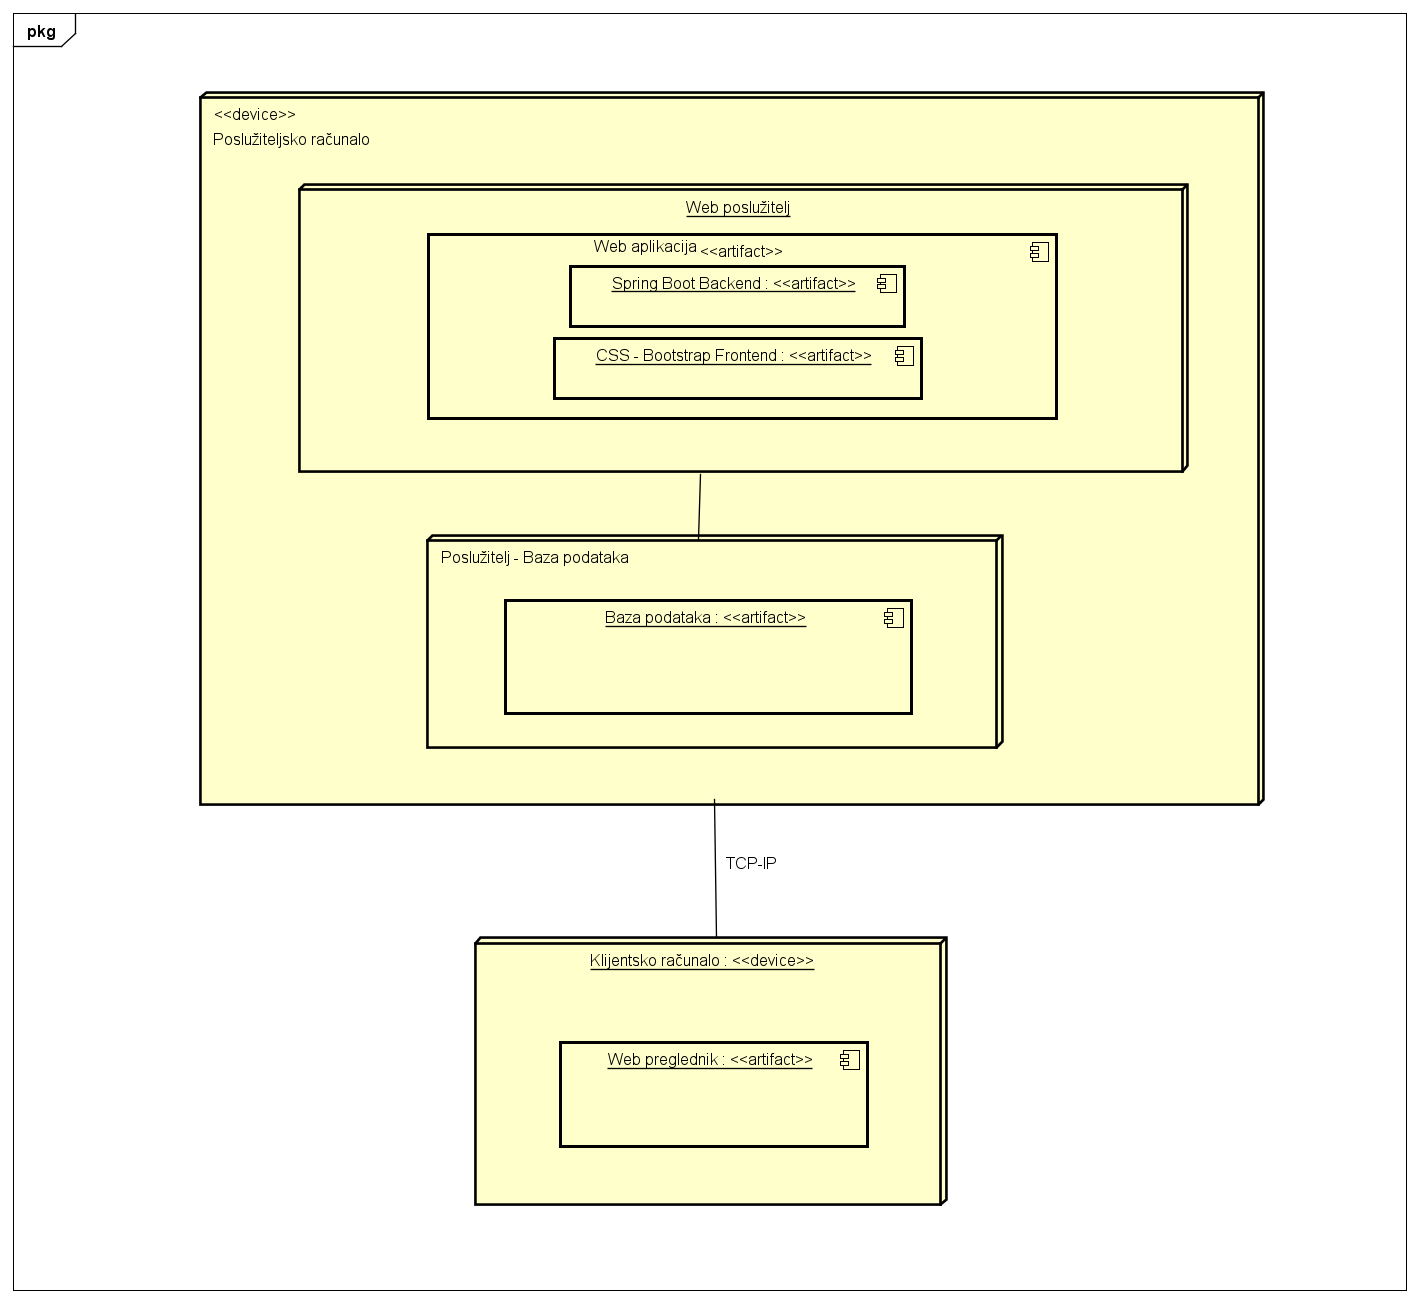 pkg
<<device>>
Poslužiteljsko računalo
Web poslužitelj
Web aplikacija <<artifact>>
Spring Boot Backend : <<artifact>>
CSS - Bootstrap Frontend : <<artifact>>
Poslužitelj - Baza podataka
Baza podataka : <<artifact>>
TCP-IP
Klijentsko računalo : <<device>>
Web preglednik : <<artifact>>